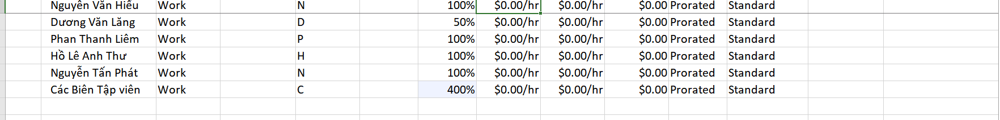 Nguyễn Văn Hiếu Work N 100% $0.00/hr $0.00/hr $0.00 Prorated Standard
Dương Văn Lăng Work D 50% $0.00/hr $0.00/hr $0.00 Prorated Standard
Phan Thanh Liêm Work P 100% $0.00/hr $0.00/hr $0.00 Prorated Standard
Hồ Lê Anh Thư Work H 100% $0.00/hr $0.00/hr $0.00 Prorated Standard
Nguyễn Tấn Phát Work N 100% $0.00/hr $0.00/hr $0.00 Prorated Standard
Các Biên Tập viên Work C 400% $0.00/hr $0.00/hr $0.00 Prorated Standard